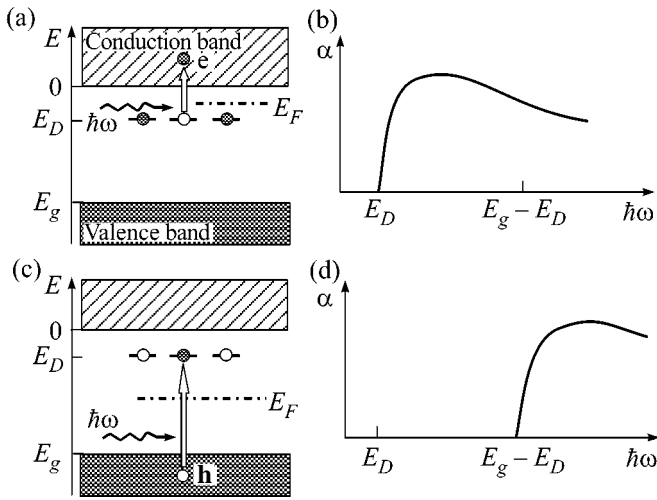 (a)
E
Conduction band
e
0
E_F
E_D
ħω
E_g
Valence band
(b)
α
E_D
E_g − E_D
ħω
(c)
E
0
E_D
E_F
ħω
E_g
h
(d)
α
E_D
E_g − E_D
ħω